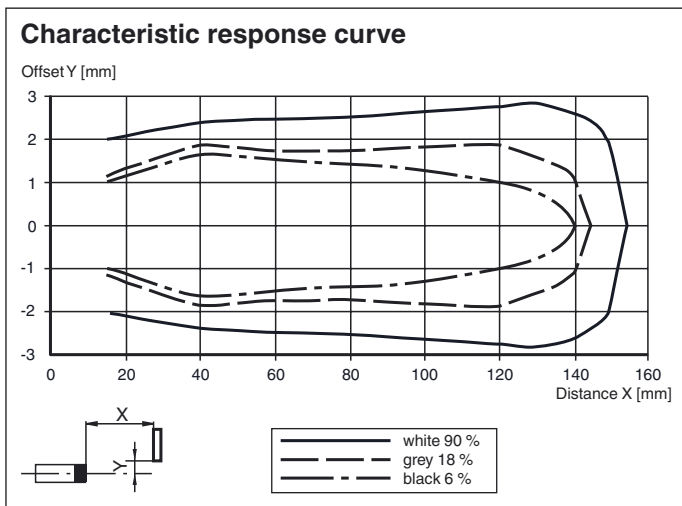 Characteristic response curve
Offset Y [mm]
3
2
1
0
-1
-2
-3
0 20 40 60 80 100 120 140 160
Distance X [mm]
X
Y
white 90 %
grey 18 %
black 6 %